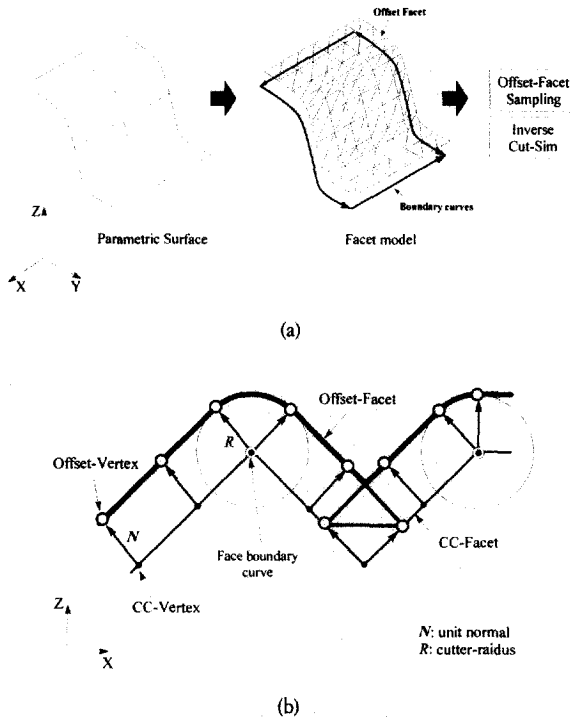 Offset Facet
Offset-Facet
Sampling
Inverse
Cut-Sim
Boundary curves
Z
X
Y
Parametric Surface
Facet model
(a)
Offset-Facet
R
Offset-Vertex
N
Face boundary
curve
CC-Facet
CC-Vertex
Z
X
N: unit normal
R: cutter-raidus
(b)